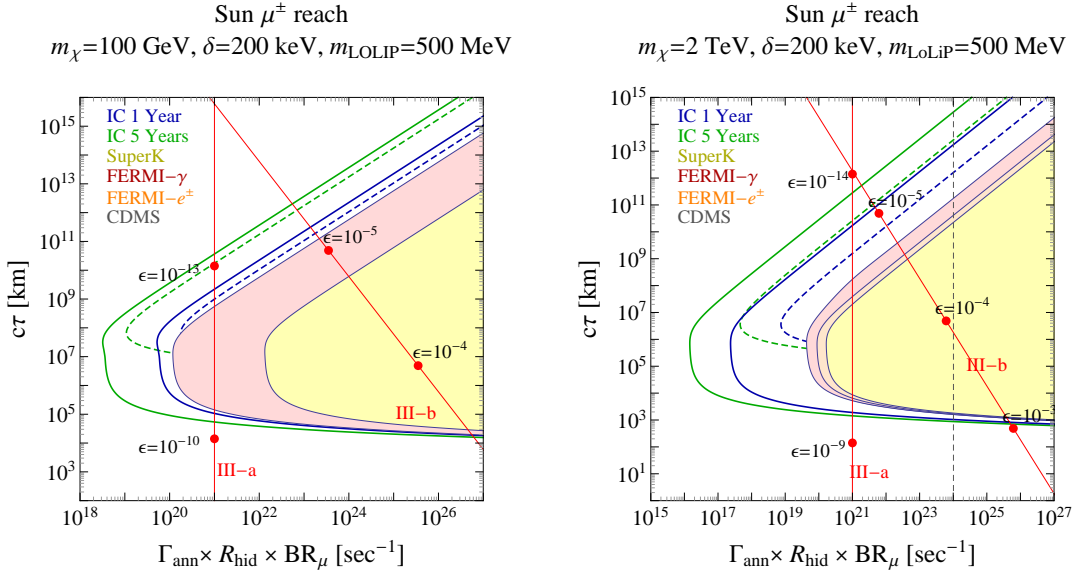 Sun μ± reach
mχ=100 GeV, δ=200 keV, mLOLIP=500 MeV
IC 1 Year
IC 5 Years
SuperK
FERMI−γ
FERMI−e±
CDMS
ϵ=10⁻⁵
ϵ=10⁻¹³
ϵ=10⁻⁴
III−b
ϵ=10⁻¹⁰
III−a
cτ [km]
10¹⁵
10¹³
10¹¹
10⁹
10⁷
10⁵
10³
10¹⁸ 10²⁰ 10²² 10²⁴ 10²⁶
Γann× Rhid × BRμ [sec⁻¹]
Sun μ± reach
mχ=2 TeV, δ=200 keV, mLoLiP=500 MeV
IC 1 Year
IC 5 Years
SuperK
FERMI−γ
FERMI−e±
CDMS
ϵ=10⁻¹⁴
ϵ=10⁻⁵
ϵ=10⁻⁴
III−b
ϵ=10⁻³
ϵ=10⁻⁹
III−a
cτ [km]
10¹⁵
10¹³
10¹¹
10⁹
10⁷
10⁵
10³
10¹
10¹⁵ 10¹⁷ 10¹⁹ 10²¹ 10²³ 10²⁵ 10²⁷
Γann× Rhid × BRμ [sec⁻¹]